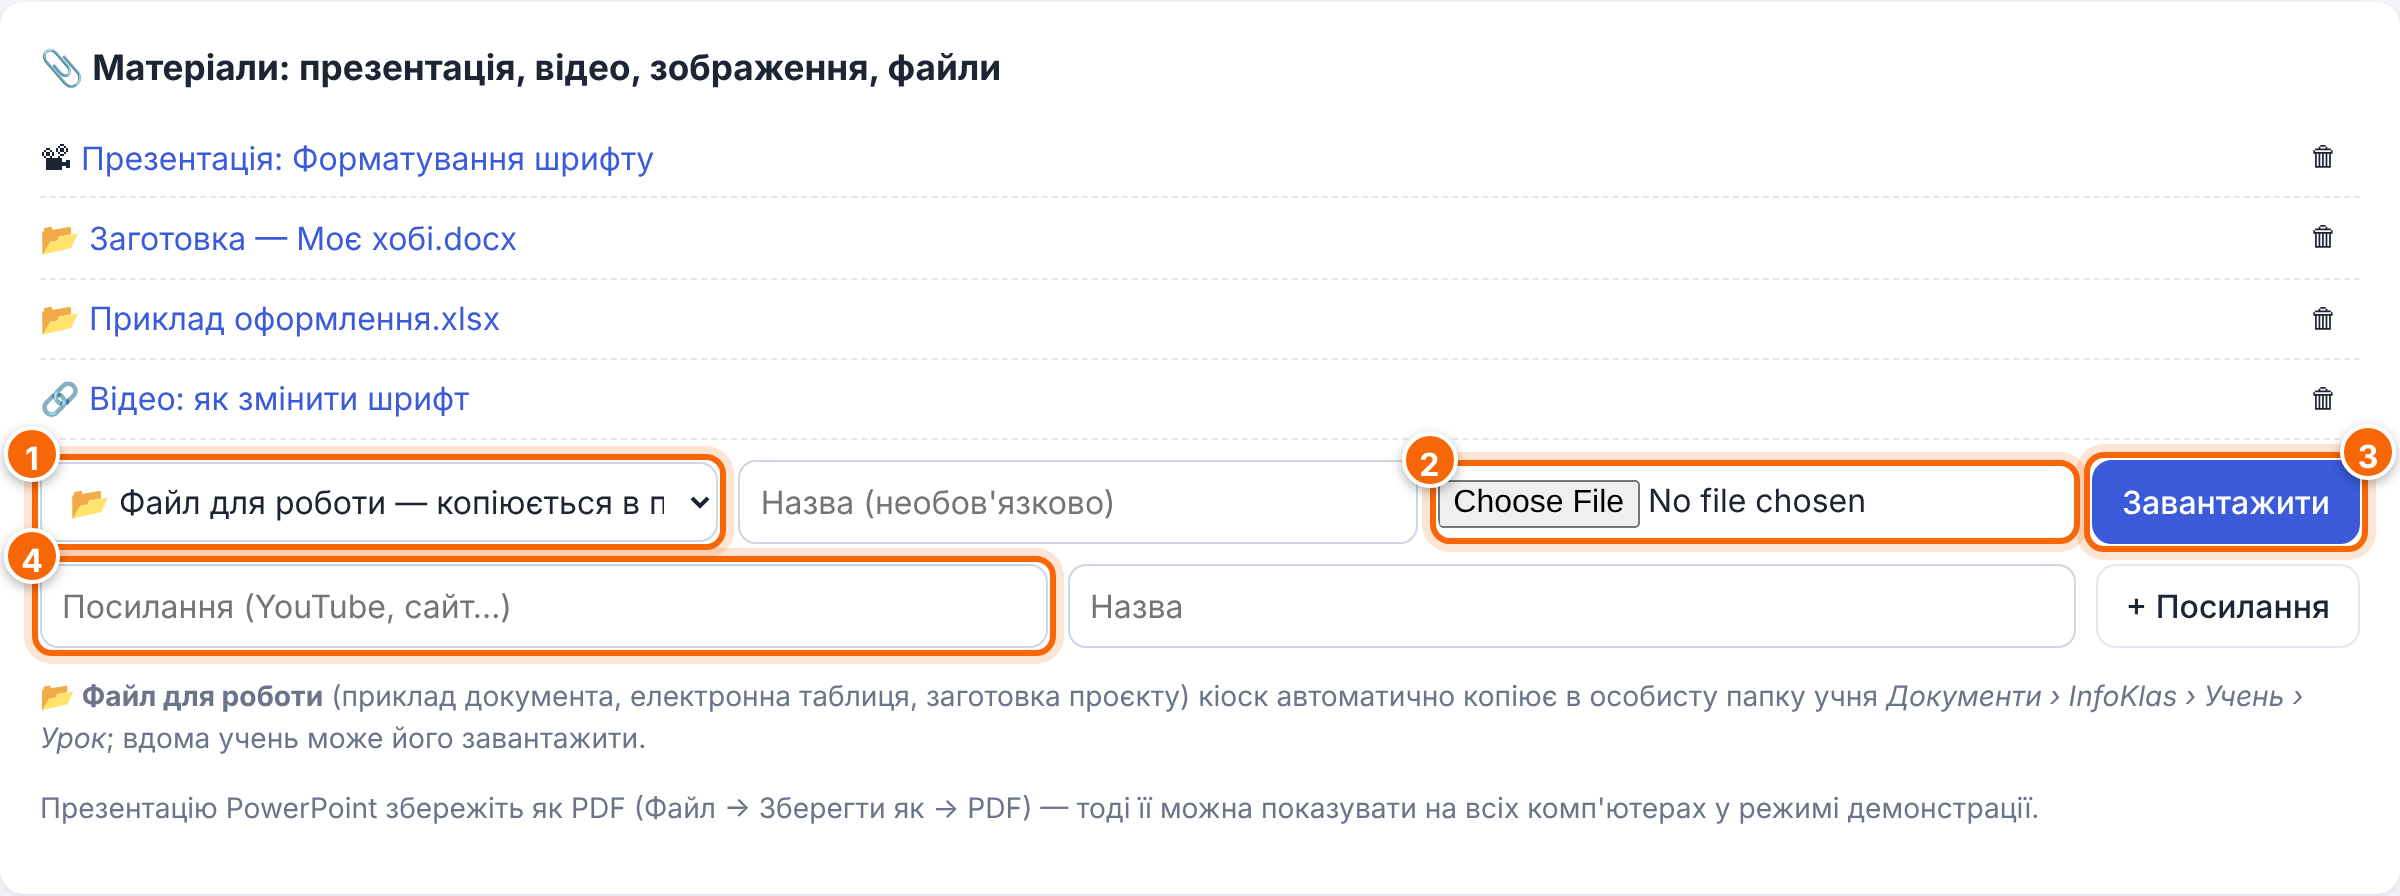 Матеріали: презентація, відео, зображення, файли
Презентація: Форматування шрифту
Заготовка — Моє хобі.docx
Приклад оформлення.xlsx
Відео: як змінити шрифт
1
2
3
Файл для роботи — копіюється в п
Назва (необов'язково)
Choose File No file chosen
Завантажити
4
Посилання (YouTube, сайт...)
Назва
+ Посилання
Файл для роботи (приклад документа, електронна таблиця, заготовка проєкту) кіоск автоматично копіює в особисту папку учня Документи › InfoKlas › Учень ›
Урок; вдома учень може його завантажити.
Презентацію PowerPoint збережіть як PDF (Файл → Зберегти як → PDF) — тоді її можна показувати на всіх комп'ютерах у режимі демонстрації.